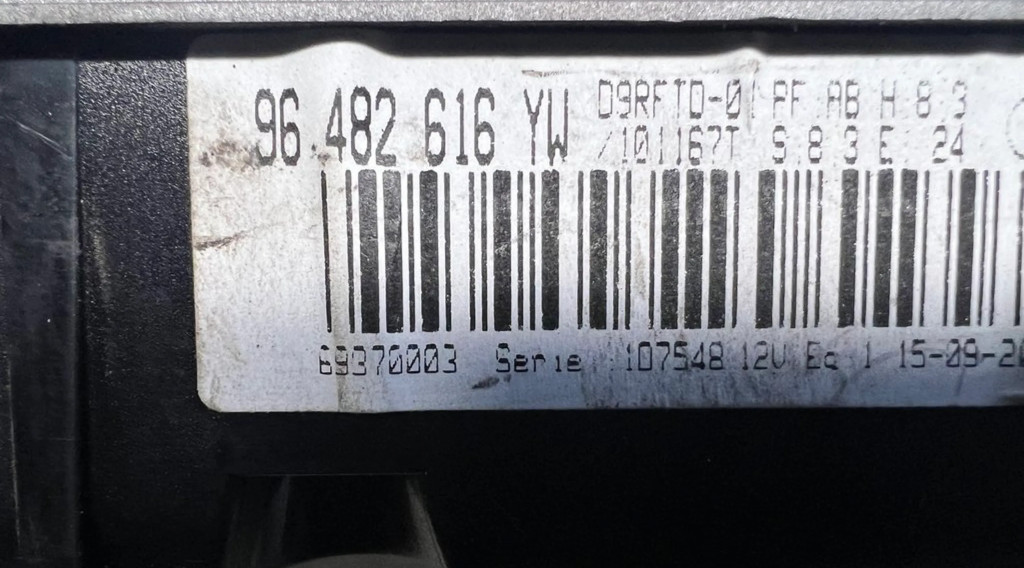 96 482 616 YW
D9RFTD-01 PF AB H 8.3
/101167T S 8.3 E 24
69370003 Serie 107548 12V Eq 1 15-09-20